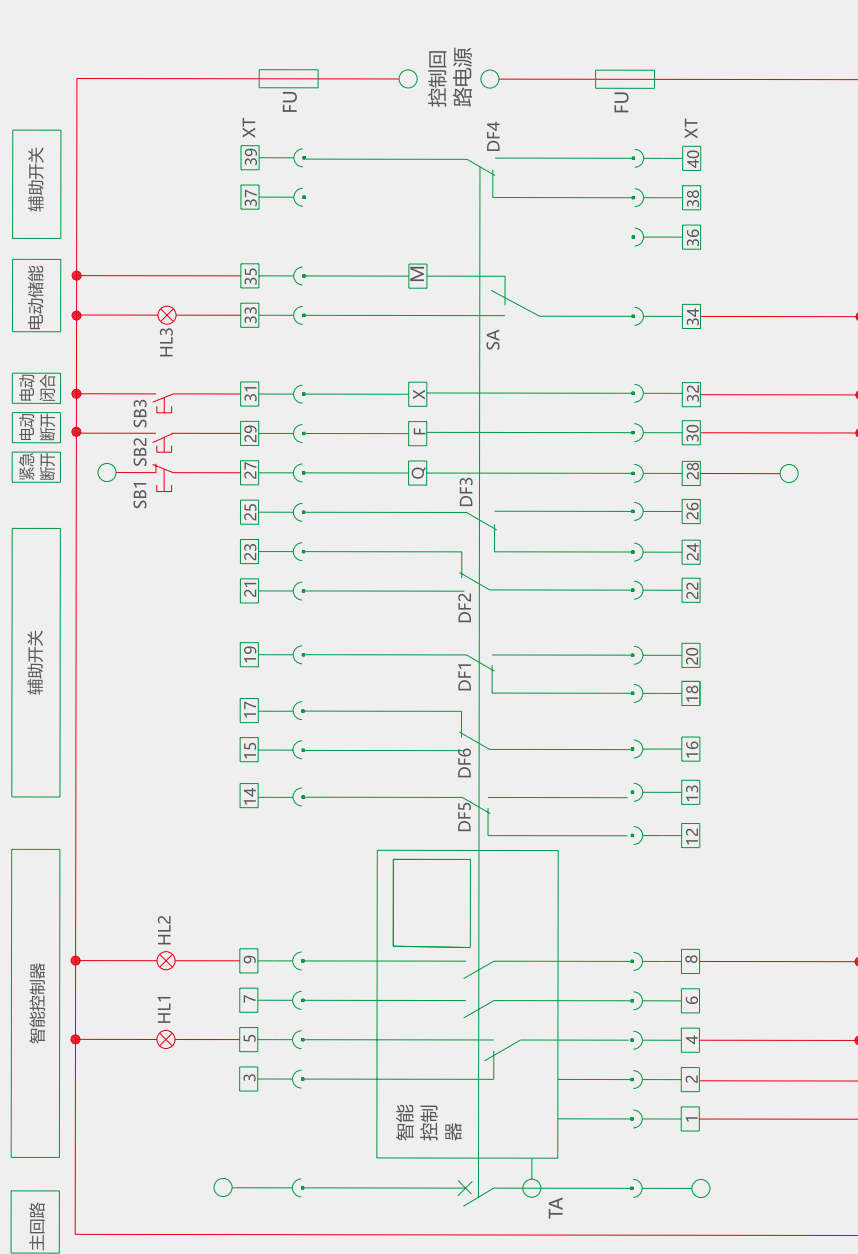 主回路
智能控制器
辅助开关
紧急
断开
电动
断开
电动
闭合
电动储能
辅助开关
SB1
SB2
SB3
HL1
HL2
HL3
3
5
7
9
14
15
17
19
21
23
25
27
29
31
33
35
37
39
XT
FU
智能
控制
器
Q
F
X
M
控制回
路电源
DF5
DF6
DF1
DF2
DF3
SA
DF4
TA
FU
1
2
4
6
8
12
13
16
18
20
22
24
26
28
30
32
34
36
38
40
XT